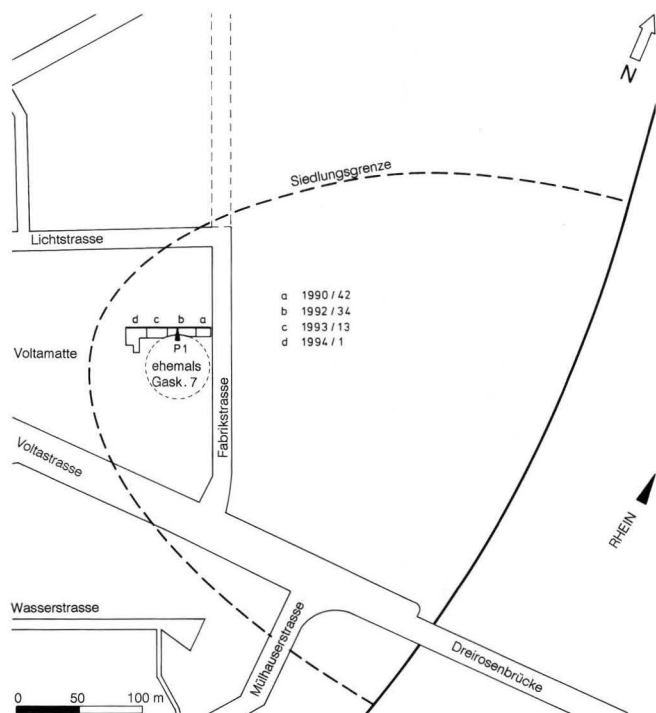 N
Siedlungsgrenze
Lichtstrasse
a 1990/42
b 1992/34
c 1993/13
d 1994/1
d c b a
P1
Voltamatte
ehemals
Gask. 7
Fabrikstrasse
Voltastrasse
RHEIN
Wasserstrasse
Mülhauserstrasse
Dreirosenbrücke
0 50 100 m